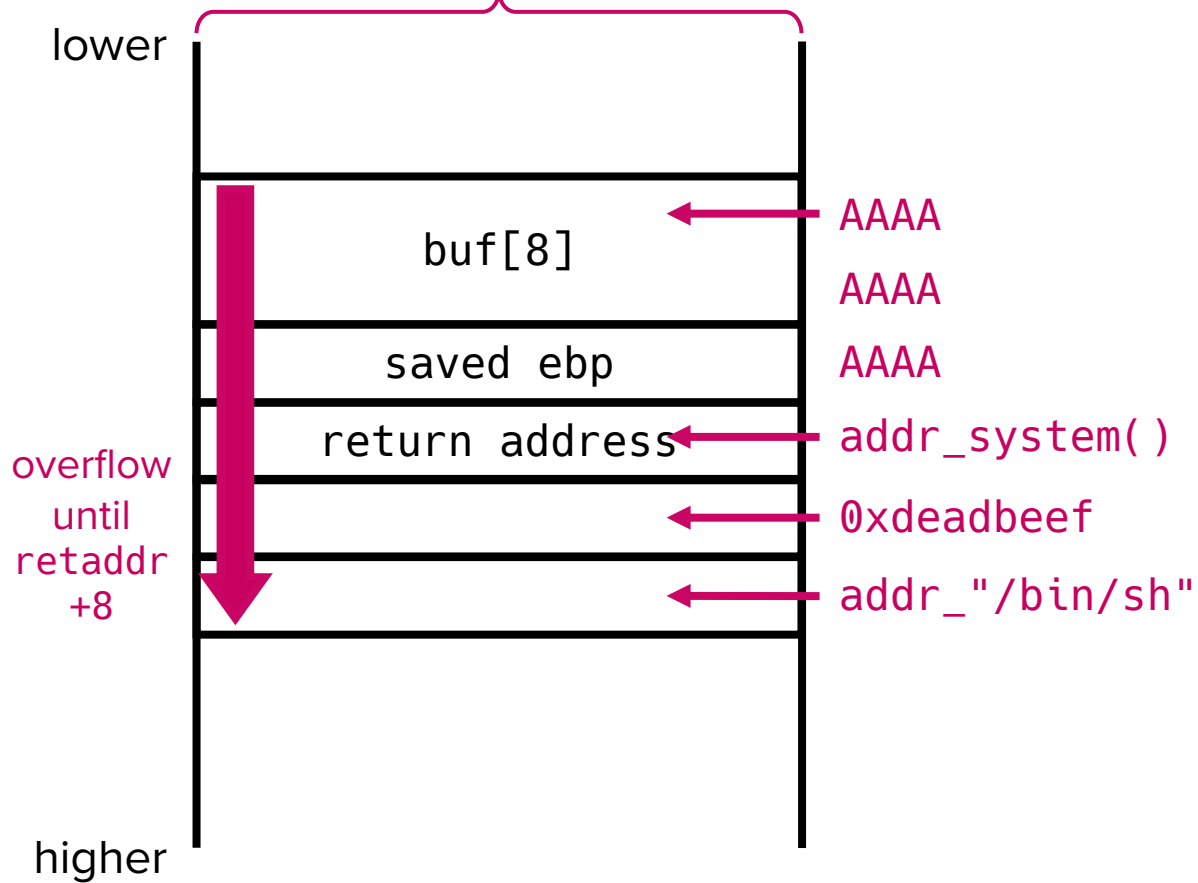 lower
buf[8]
AAAA
AAAA
saved ebp
AAAA
return address
addr_system()
overflow
until
retaddr
+8
0xdeadbeef
addr_"/bin/sh"
higher